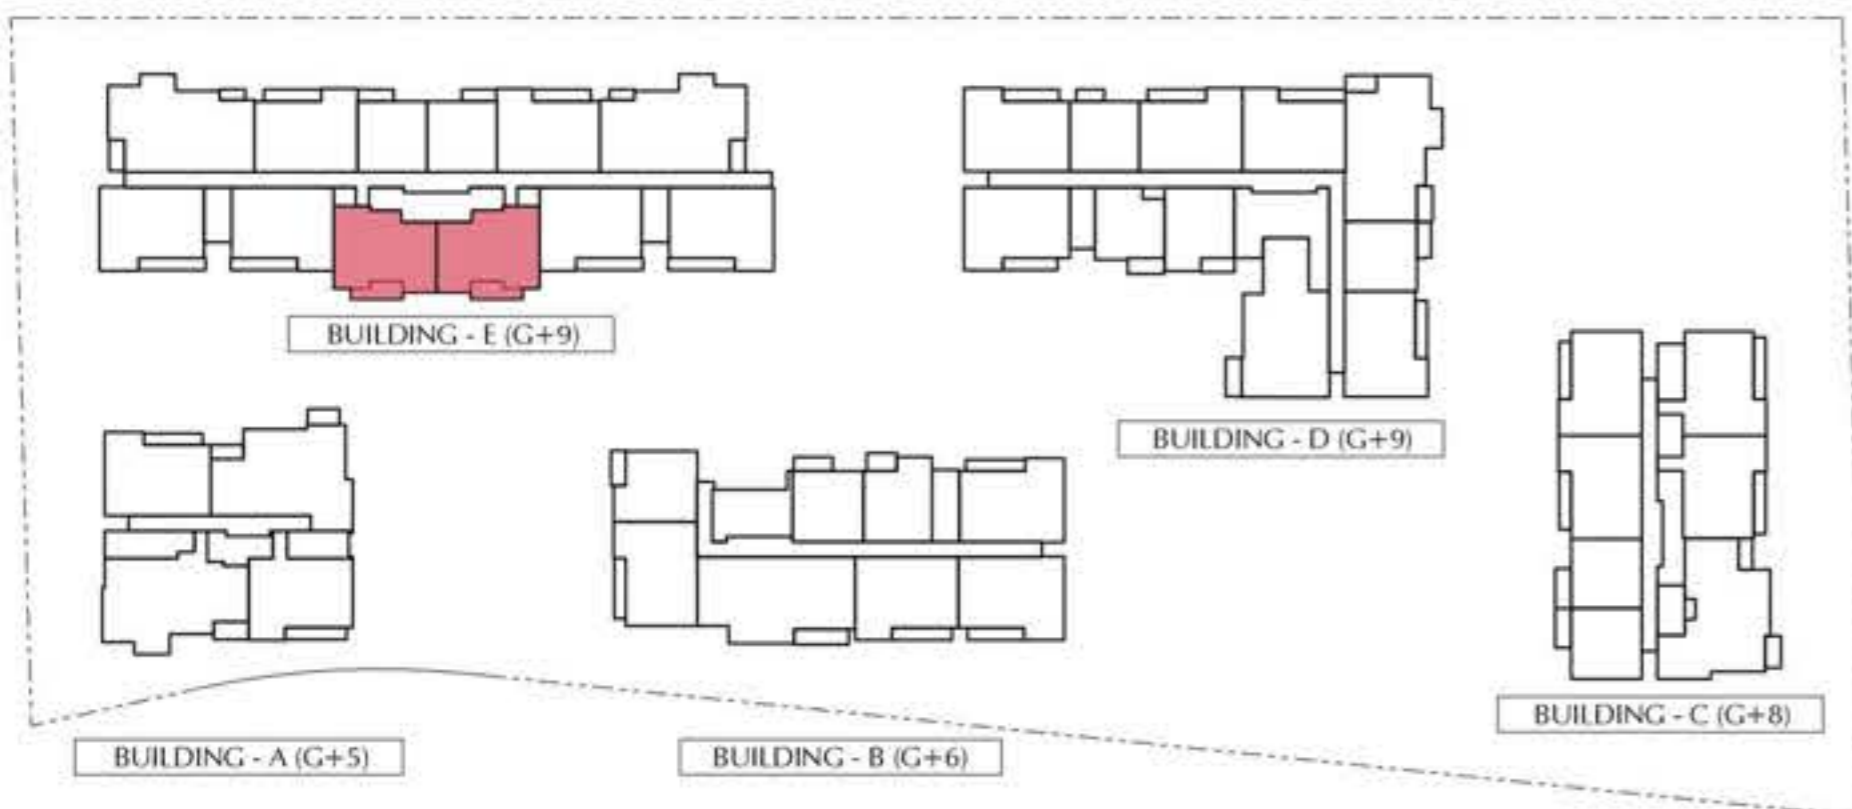 BUILDING - E (G+9)
BUILDING - D (G+9)
BUILDING - C (G+8)
BUILDING - A (G+5)
BUILDING - B (G+6)